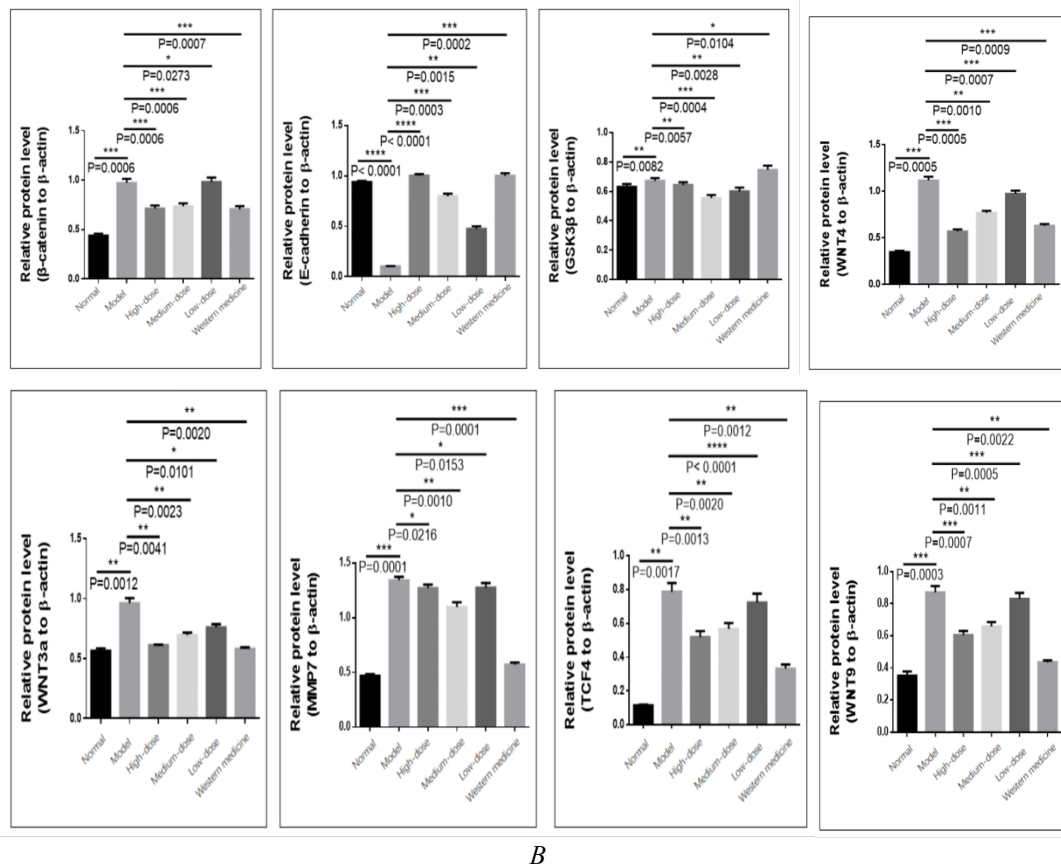 ***
P=0.0007
*
P=0.0273
***
P=0.0006
***
P=0.0006
***
P=0.0006
Relative protein level
(β-catenin to β-actin)
1.5
1.0
0.5
0.0
Normal
Model
High-dose
Medium-dose
Low-dose
Western medicine
***
P=0.0002
**
P=0.0015
***
P=0.0003
****
P< 0.0001
****
P< 0.0001
Relative protein level
(E-cadherin to β-actin)
1.5
1.0
0.5
0.0
Normal
Model
High-dose
Medium-dose
Low-dose
Western medicine
*
P=0.0104
**
P=0.0028
***
P=0.0004
**
P=0.0057
**
P=0.0082
Relative protein level
(GSK3β to β-actin)
1.0
0.8
0.6
0.4
0.2
0.0
Normal
Model
High-dose
Medium-dose
Low-dose
Western medicine
***
P=0.0009
***
P=0.0007
**
P=0.0010
***
P=0.0005
***
P=0.0005
Relative protein level
(WNT4 to β-actin)
1.5
1.0
0.5
0.0
Normal
Model
High-dose
Medium-dose
Low-dose
Western medicine
**
P=0.0020
*
P=0.0101
**
P=0.0023
**
P=0.0041
**
P=0.0012
Relative protein level
(WNT3a to β-actin)
1.5
1.0
0.5
0.0
Normal
Model
High-dose
Medium-dose
Low-dose
Western medicine
***
P=0.0001
*
P=0.0153
**
P=0.0010
*
P=0.0216
***
P=0.0001
Relative protein level
(MMP7 to β-actin)
1.5
1.0
0.5
0.0
Normal
Model
High-dose
Medium-dose
Low-dose
Western medicine
**
P=0.0012
****
P< 0.0001
**
P=0.0020
**
P=0.0013
**
P=0.0017
Relative protein level
(TCF4 to β-actin)
1.0
0.8
0.6
0.4
0.2
0.0
Normal
Model
High-dose
Medium-dose
Low-dose
Western medicine
**
P=0.0022
***
P=0.0005
**
P=0.0011
***
P=0.0007
***
P=0.0003
Relative protein level
(WNT9 to β-actin)
1.0
0.8
0.6
0.4
0.2
0.0
Normal
Model
High-dose
Medium-dose
Low-dose
Western medicine
B